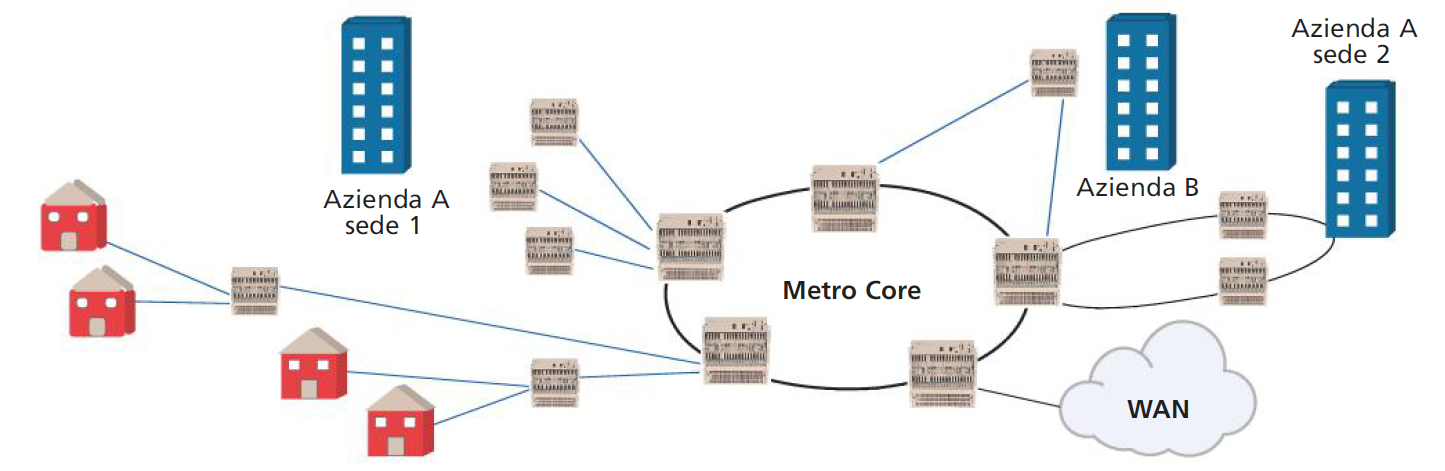 Azienda A
sede 1
Azienda B
Azienda A
sede 2
Metro Core
WAN